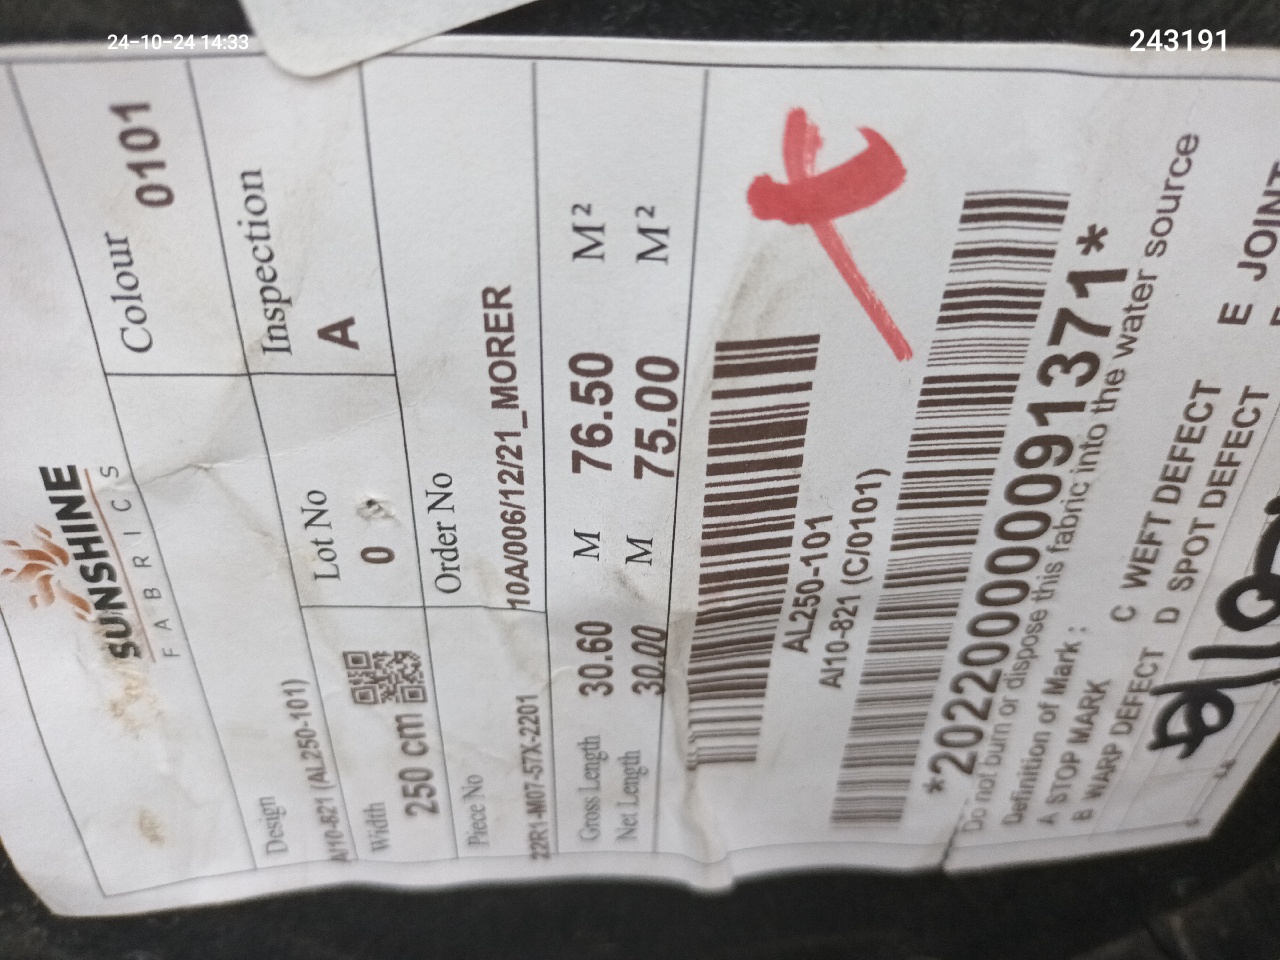 24-10-24 14:33
243191
SUNSHINE
FABRICS
Design
A/10-821 (AL250-101)
Colour
0101
Width
250 cm
Lot No
0
Inspection
A
Piece No
22R1-M07-57X-2201
Order No
10A/006/12/21_MORER
Gross Length 30.60 M 76.50 M²
Net Length 30.00 M 75.00 M²
AL250-101
AI10-821 (C/0101)
*2022000000091371*
Do not burn or dispose this fabric into the water source
Definition of Mark :
A STOP MARK
C WEFT DEFECT
E JOINT
B WARP DEFECT
D SPOT DEFECT